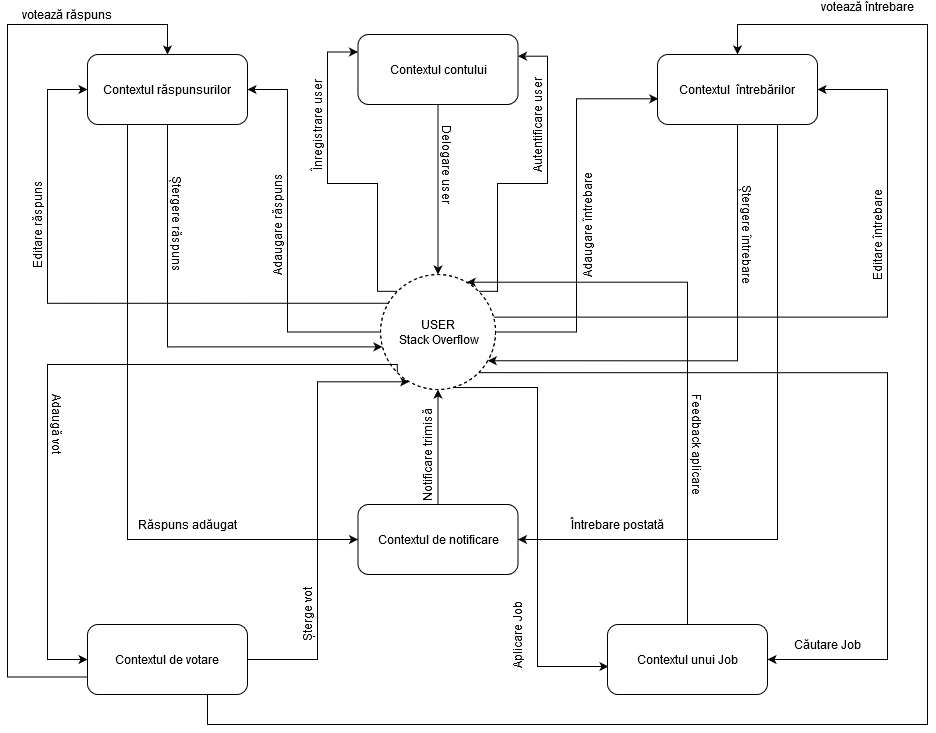 votează răspuns
votează întrebare
Contextul răspunsurilor
Contextul contului
Contextul întrebărilor
Înregistrare user
Delogare user
Autentificare user
Editare răspuns
Ștergere răspuns
Adaugare răspuns
Adaugare întrebare
Ștergere întrebare
Editare întrebare
USER
Stack Overflow
Adaugă vot
Notificare trimisă
Feedback aplicare
Răspuns adăugat
Contextul de notificare
Întrebare postată
Șterge vot
Aplicare Job
Contextul de votare
Contextul unui Job
Căutare Job